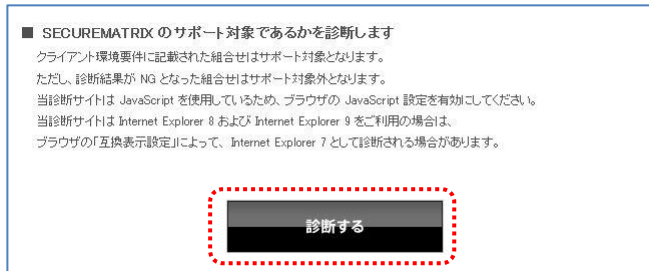 ■ SECUREMATRIX のサポート対象であるかを診断します
クライアント環境要件に記載された組合せはサポート対象となります。
ただし、診断結果が NG となった組合せはサポート対象外となります。
当診断サイトは JavaScript を使用しているため、ブラウザの JavaScript 設定を有効にしてください。
当診断サイトは Internet Explorer 8 および Internet Explorer 9 をご利用の場合は、
ブラウザの「互換表示設定」によって、Internet Explorer 7 として診断される場合があります。
診断する